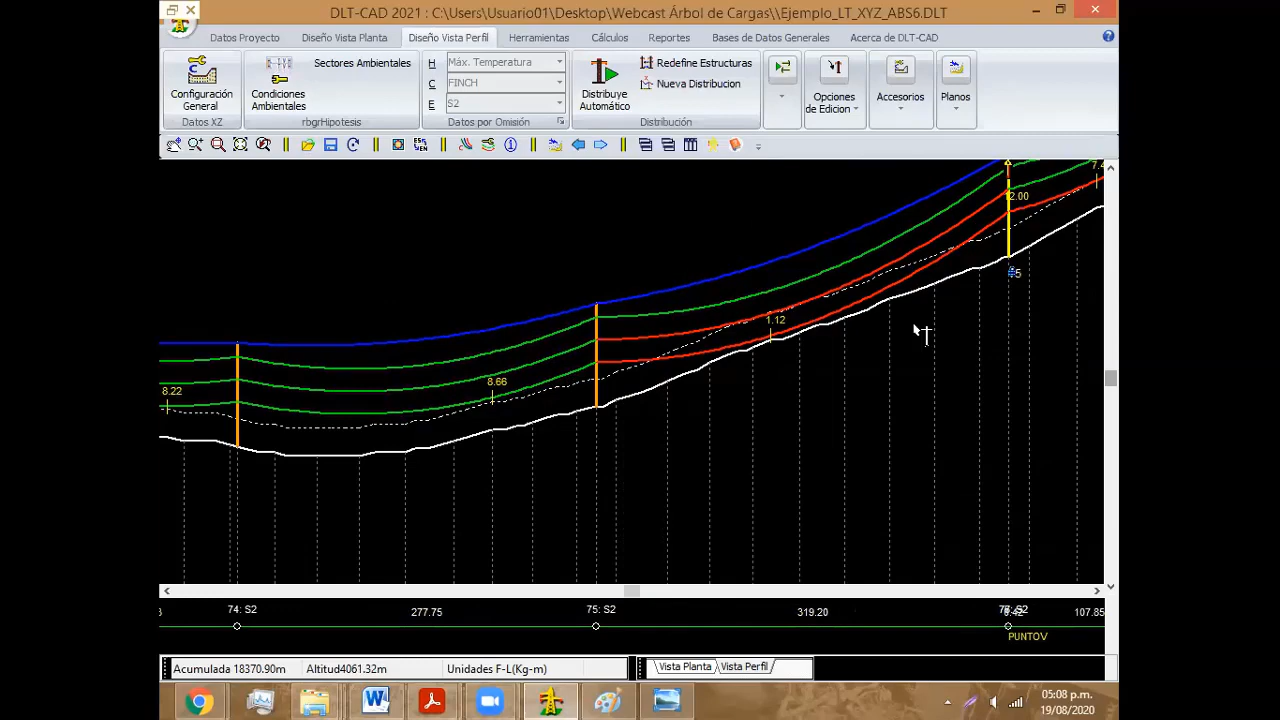 DLT-CAD 2021 : C:\Users\Usuario01\Desktop\Webcast Árbol de Cargas\\Ejemplo_LT_XYZ_ABS6.DLT
Datos Proyecto Diseño Vista Planta Diseño Vista Perfil Herramientas Cálculos Reportes Bases de Datos Generales Acerca de DLT-CAD
Configuración General
Datos XZ
Condiciones Ambientales
Sectores Ambientales
rbgrHipotesis
H Máx. Temperatura
C FINCH
E S2
Datos por Omisión
Distribuye Automático
Redefine Estructuras
Nueva Distribucion
Distribución
Opciones de Edicion
Accesorios
Planos
12.00
1.12
8.66
8.22
74: S2 277.75 75: S2 319.20 107.85
PUNTOV
Acumulada 18370.90m Altitud4061.32m Unidades F-L(Kg-m) Vista Planta Vista Perfil
05:08 p.m.
19/08/2020